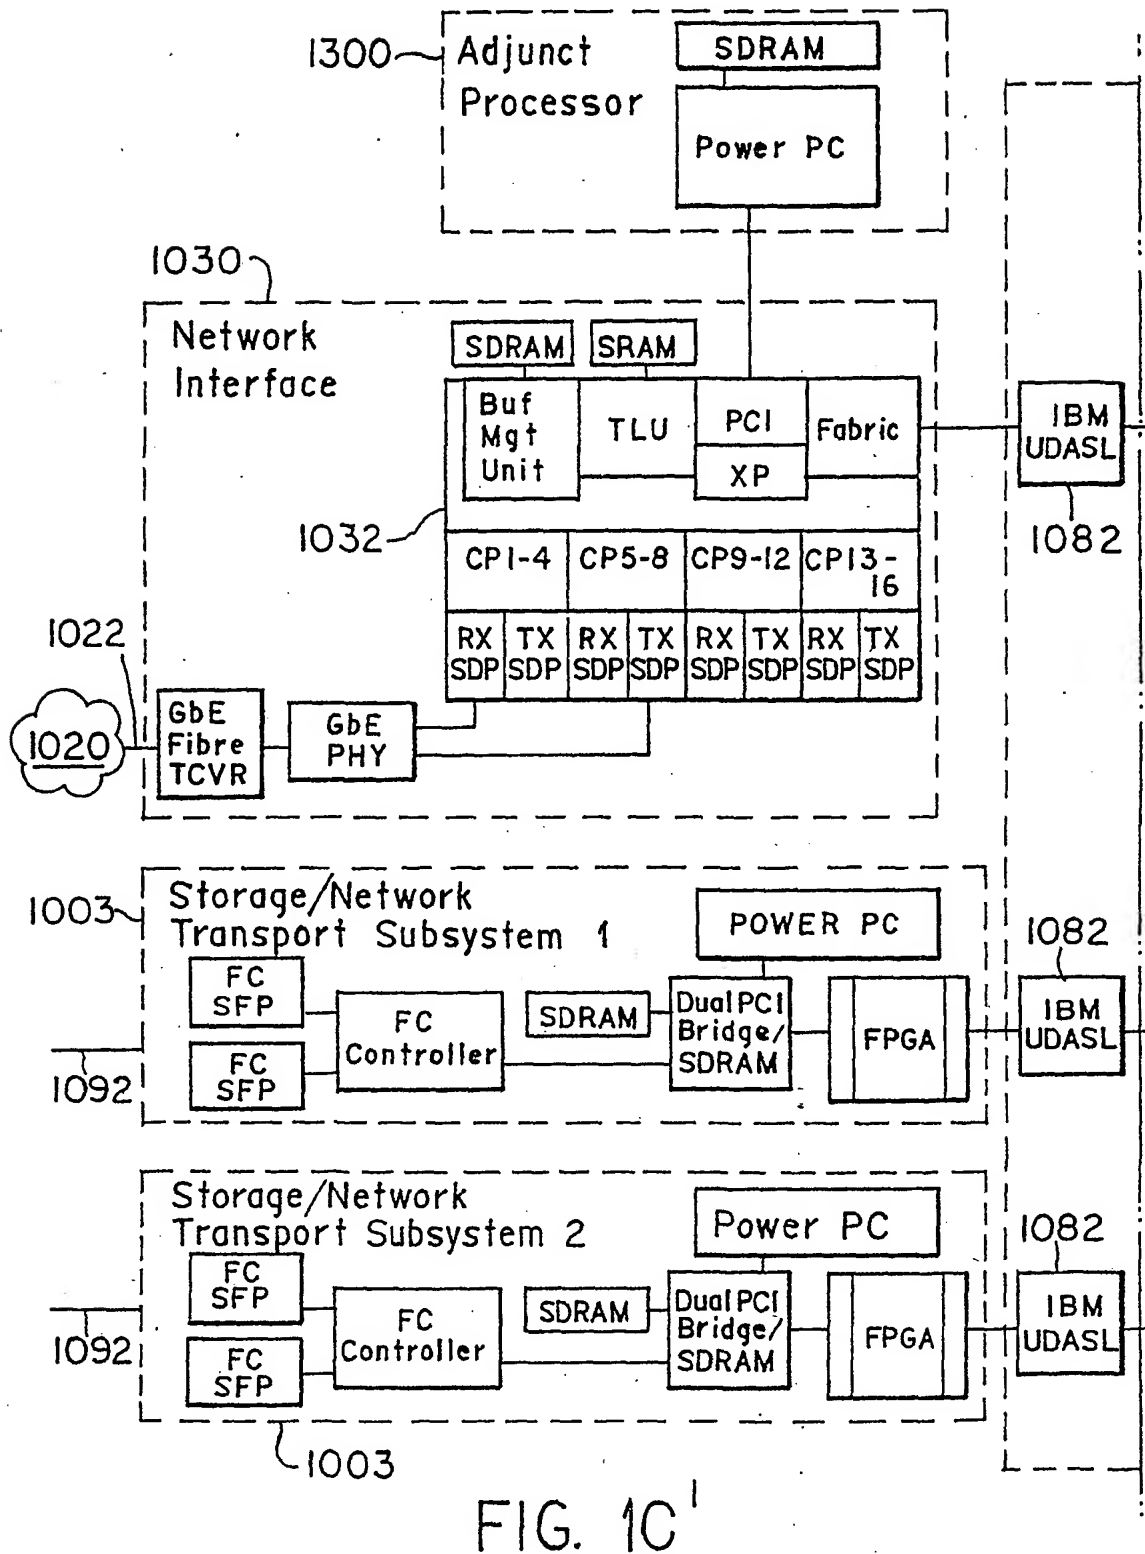 1300
Adjunct
Processor
SDRAM
Power PC
1030
Network
Interface
SDRAM
SRAM
Buf
Mgt
Unit
TLU
PCI
XP
Fabric
IBM
UDASL
1082
1032
CP1-4
CP5-8
CP9-12
CP13-
16
RX
SDP
TX
SDP
RX
SDP
TX
SDP
RX
SDP
TX
SDP
RX
SDP
TX
SDP
1022
1020
GbE
Fibre
TCVR
GbE
PHY
1003
Storage/Network
Transport Subsystem 1
FC
SFP
FC
SFP
FC
Controller
SDRAM
POWER PC
Dual PCI
Bridge/
SDRAM
FPGA
1082
IBM
UDASL
1092
Storage/Network
Transport Subsystem 2
FC
SFP
FC
SFP
FC
Controller
SDRAM
Power PC
Dual PCI
Bridge/
SDRAM
FPGA
1082
IBM
UDASL
1092
1003
FIG. 1C'